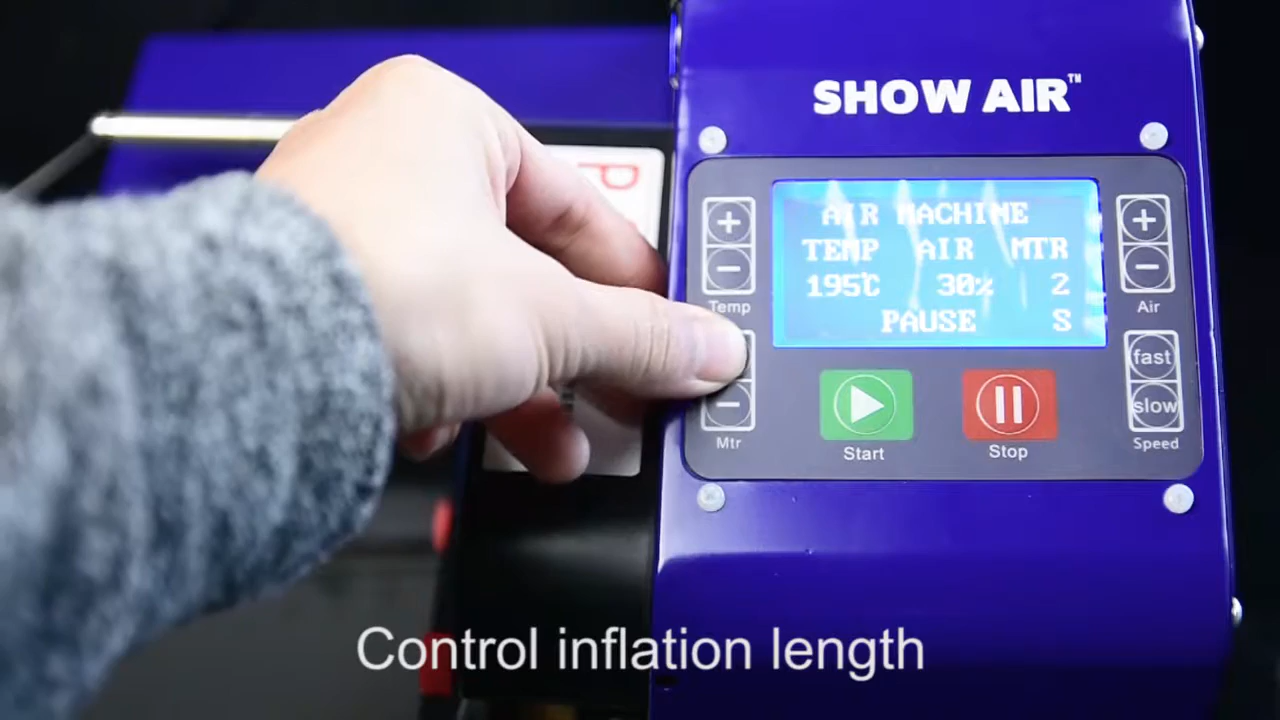 SHOW AIR™
P
AIR MACHINE
TEMP AIR MTR
195℃ 30% 2
PAUSE S
+
-
Temp
+
-
Air
-
Mtr
fast
slow
Speed
Start
Stop
Control inflation length